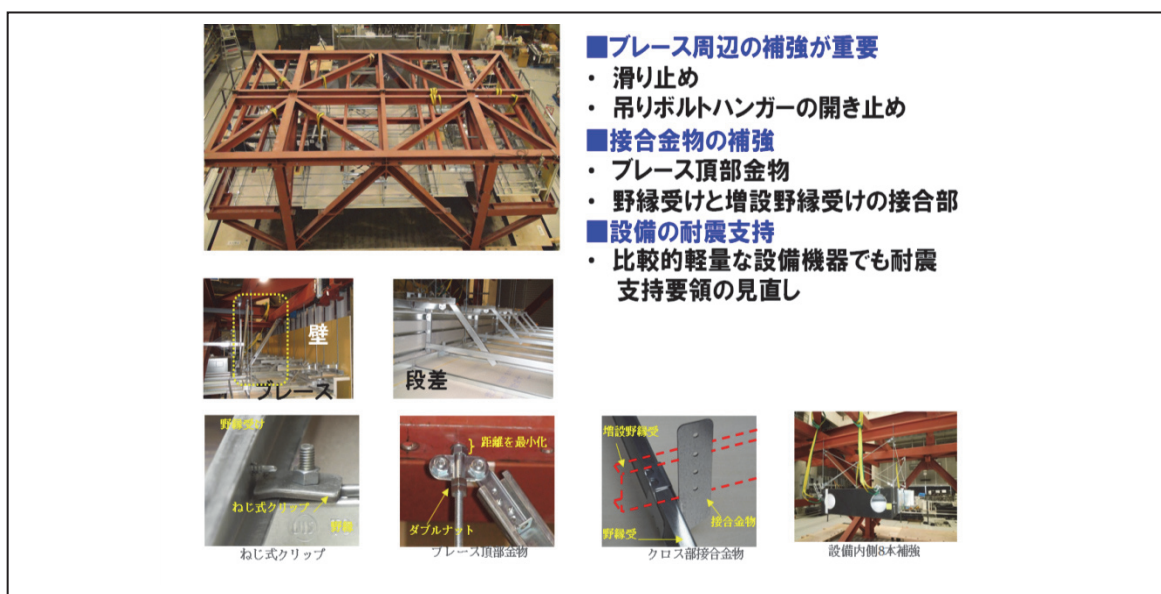 ■ブレース周辺の補強が重要
・ 滑り止め
・ 吊りボルトハンガーの開き止め
■接合金物の補強
・ ブレース頂部金物
・ 野縁受けと増設野縁受けの接合部
■設備の耐震支持
・ 比較的軽量な設備機器でも耐震
支持要領の見直し
壁
ブレース
段差
野縁受け
ねじ式クリップ
野縁
ねじ式クリップ
距離を最小化
ダブルナット
ブレース頂部金物
増設野縁受
接合金物
野縁受
クロス部接合金物
設備内側8本補強